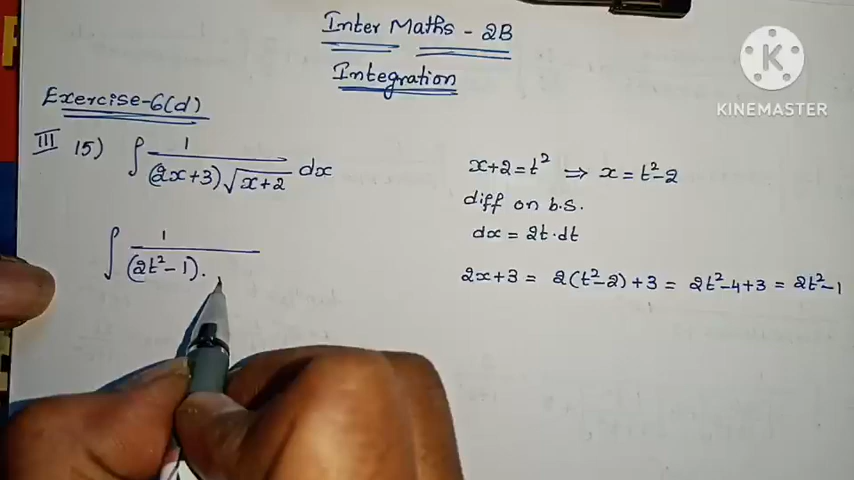 Inter Maths - 2B
Integration
Exercise-6(d)
III 15) ∫ 1/((2x+3)√(x+2)) dx
x+2 = t² ⇒ x = t²-2
diff on b.s.
dx = 2t·dt
2x+3 = 2(t²-2)+3 = 2t²-4+3 = 2t²-1
∫ 1/((2t²-1).
K
KINEMASTER